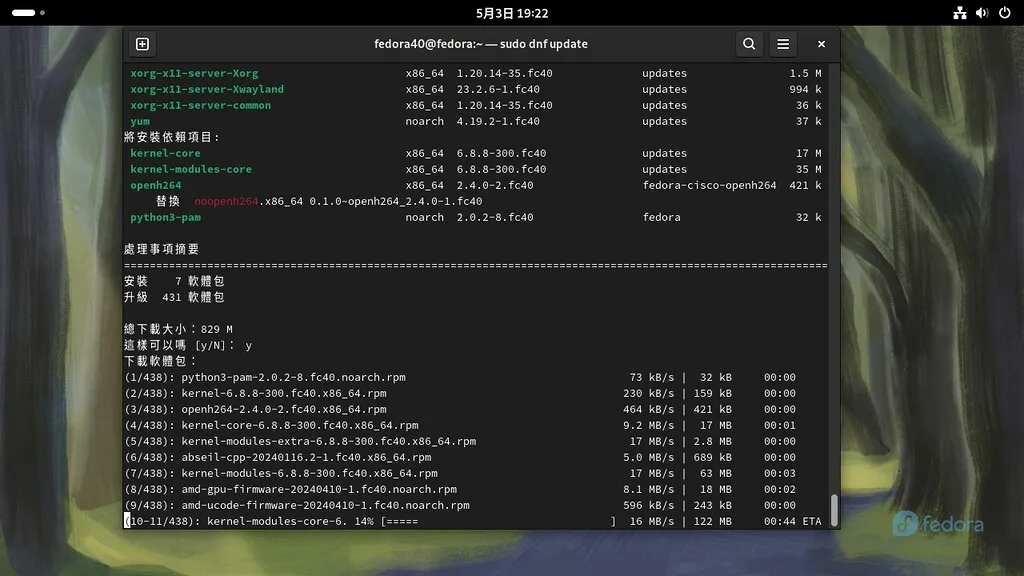 5月3日 19:22
fedora40@fedora:~ — sudo dnf update
xorg-x11-server-Xorg x86_64 1.20.14-35.fc40 updates 1.5 M
xorg-x11-server-Xwayland x86_64 23.2.6-1.fc40 updates 994 k
xorg-x11-server-common x86_64 1.20.14-35.fc40 updates 36 k
yum noarch 4.19.2-1.fc40 updates 37 k
將安裝依賴項目:
kernel-core x86_64 6.8.8-300.fc40 updates 17 M
kernel-modules-core x86_64 6.8.8-300.fc40 updates 35 M
openh264 x86_64 2.4.0-2.fc40 fedora-cisco-openh264 421 k
替換 noopenh264.x86_64 0.1.0~openh264_2.4.0-1.fc40
python3-pam noarch 2.0.2-8.fc40 fedora 32 k
處理事項摘要
================================================================================
安裝 7 軟體包
升級 431 軟體包
總下載大小：829 M
這樣可以嗎 [y/N]： y
下載軟體包：
(1/438): python3-pam-2.0.2-8.fc40.noarch.rpm 73 kB/s | 32 kB 00:00
(2/438): kernel-6.8.8-300.fc40.x86_64.rpm 230 kB/s | 159 kB 00:00
(3/438): openh264-2.4.0-2.fc40.x86_64.rpm 464 kB/s | 421 kB 00:00
(4/438): kernel-core-6.8.8-300.fc40.x86_64.rpm 9.2 MB/s | 17 MB 00:01
(5/438): kernel-modules-extra-6.8.8-300.fc40.x86_64.rpm 17 MB/s | 2.8 MB 00:00
(6/438): abseil-cpp-20240116.2-1.fc40.x86_64.rpm 5.0 MB/s | 689 kB 00:00
(7/438): kernel-modules-6.8.8-300.fc40.x86_64.rpm 17 MB/s | 63 MB 00:03
(8/438): amd-gpu-firmware-20240410-1.fc40.noarch.rpm 8.1 MB/s | 18 MB 00:02
(9/438): amd-ucode-firmware-20240410-1.fc40.noarch.rpm 596 kB/s | 243 kB 00:00
(10-11/438): kernel-modules-core-6. 14% [===== ] 16 MB/s | 122 MB 00:44 ETA
fedora